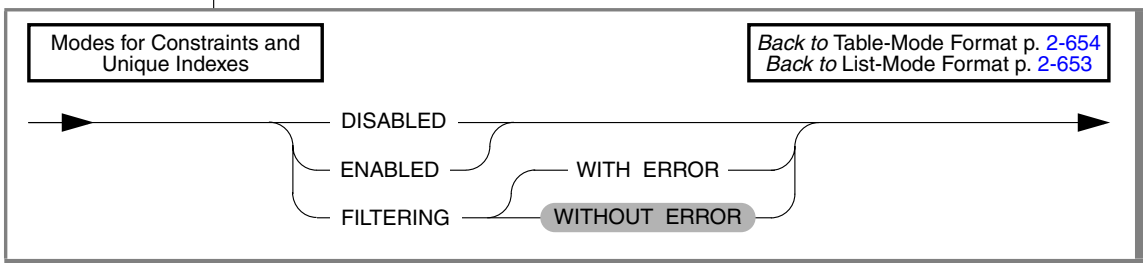 Modes for Constraints and
Unique Indexes
Back to Table-Mode Format p. 2-654
Back to List-Mode Format p. 2-653
DISABLED
ENABLED
WITH ERROR
FILTERING
WITHOUT ERROR